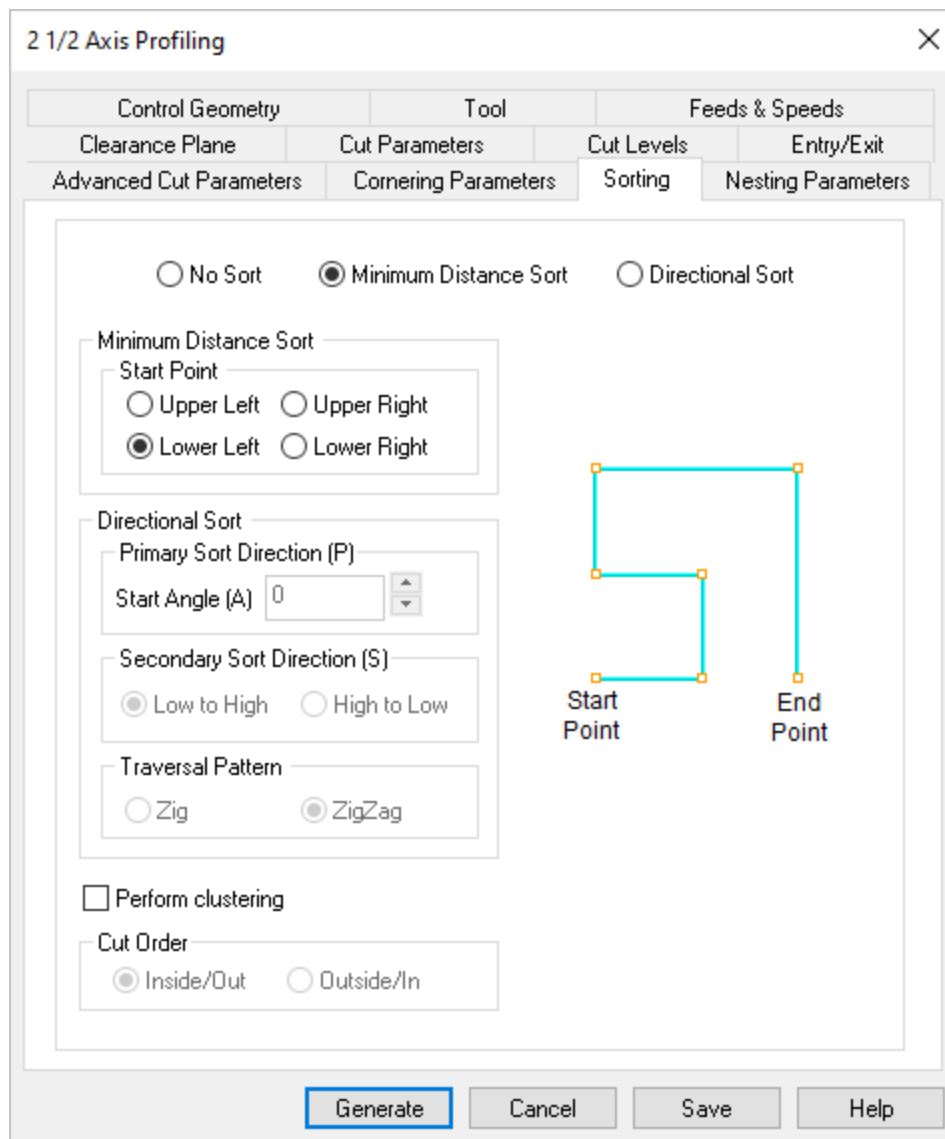 2 1/2 Axis Profiling
Control Geometry Tool Feeds & Speeds
Clearance Plane Cut Parameters Cut Levels Entry/Exit
Advanced Cut Parameters Cornering Parameters Sorting Nesting Parameters
No Sort Minimum Distance Sort Directional Sort
Minimum Distance Sort
Start Point
Upper Left Upper Right
Lower Left Lower Right
Directional Sort
Primary Sort Direction (P)
Start Angle (A) 0
Secondary Sort Direction (S)
Low to High High to Low
Traversal Pattern
Zig ZigZag
Start
Point
End
Point
Perform clustering
Cut Order
Inside/Out Outside/In
Generate Cancel Save Help